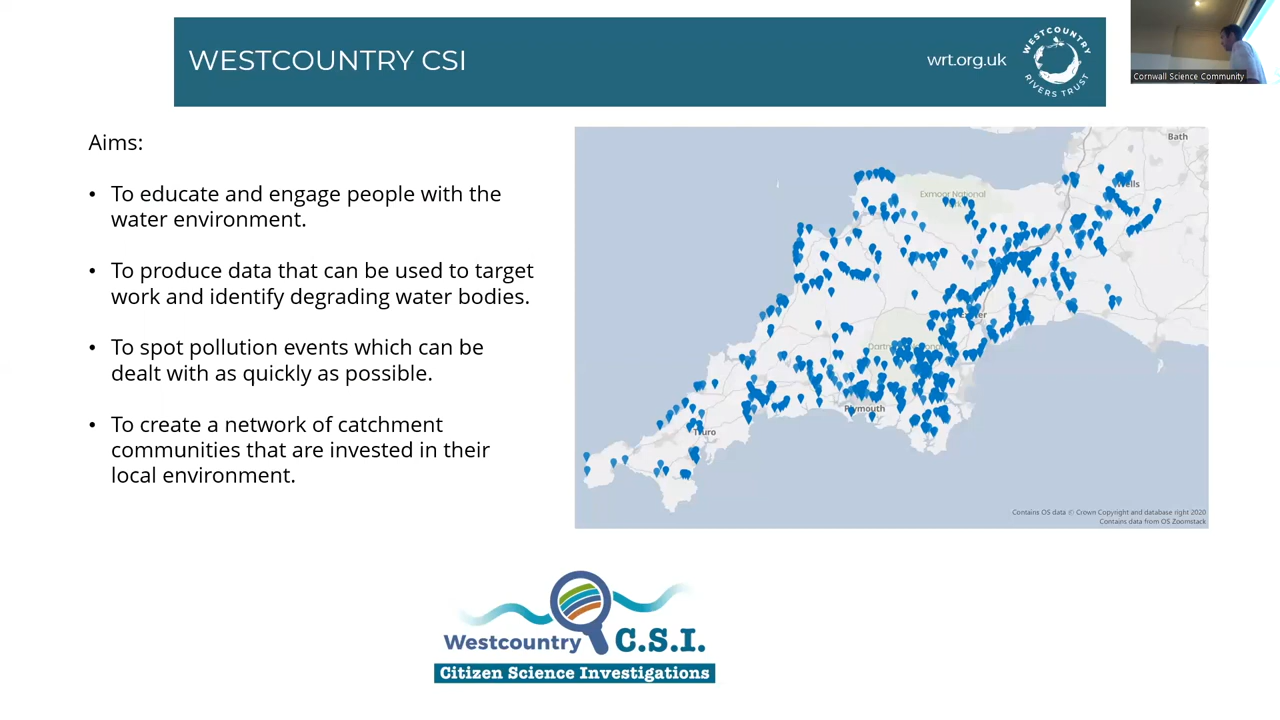 WESTCOUNTRY CSI
wrt.org.uk
WESTCOUNTRY
RIVERS TRUST
Cornwall Science Community
Aims:
• To educate and engage people with the
water environment.
• To produce data that can be used to target
work and identify degrading water bodies.
• To spot pollution events which can be
dealt with as quickly as possible.
• To create a network of catchment
communities that are invested in their
local environment.
Bath
Wells
Exmoor National
Exeter
Plymouth
Truro
Contains OS data © Crown Copyright and database right 2020
Contains data from OS Zoomstack
Westcountry C.S.I.
Citizen Science Investigations